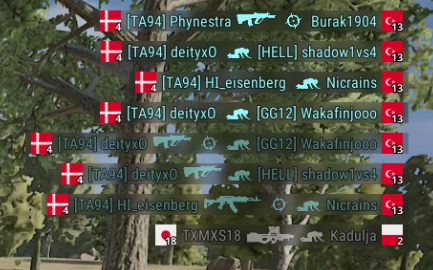 4 [TA94] Phynestra Burak1904 13
4 [TA94] deityxO [HELL] shadow1vs4 13
4 [TA94] HI_eisenberg Nicrains 13
4 [TA94] deityxO [GG12] Wakafinjooo 13
4 [TA94] deityxO [GG12] Wakafinjooo 13
4 [TA94] deityxO [HELL] shadow1vs4 13
4 [TA94] HI_eisenberg Nicrains 13
18 TXMXS18 Kadulja 2